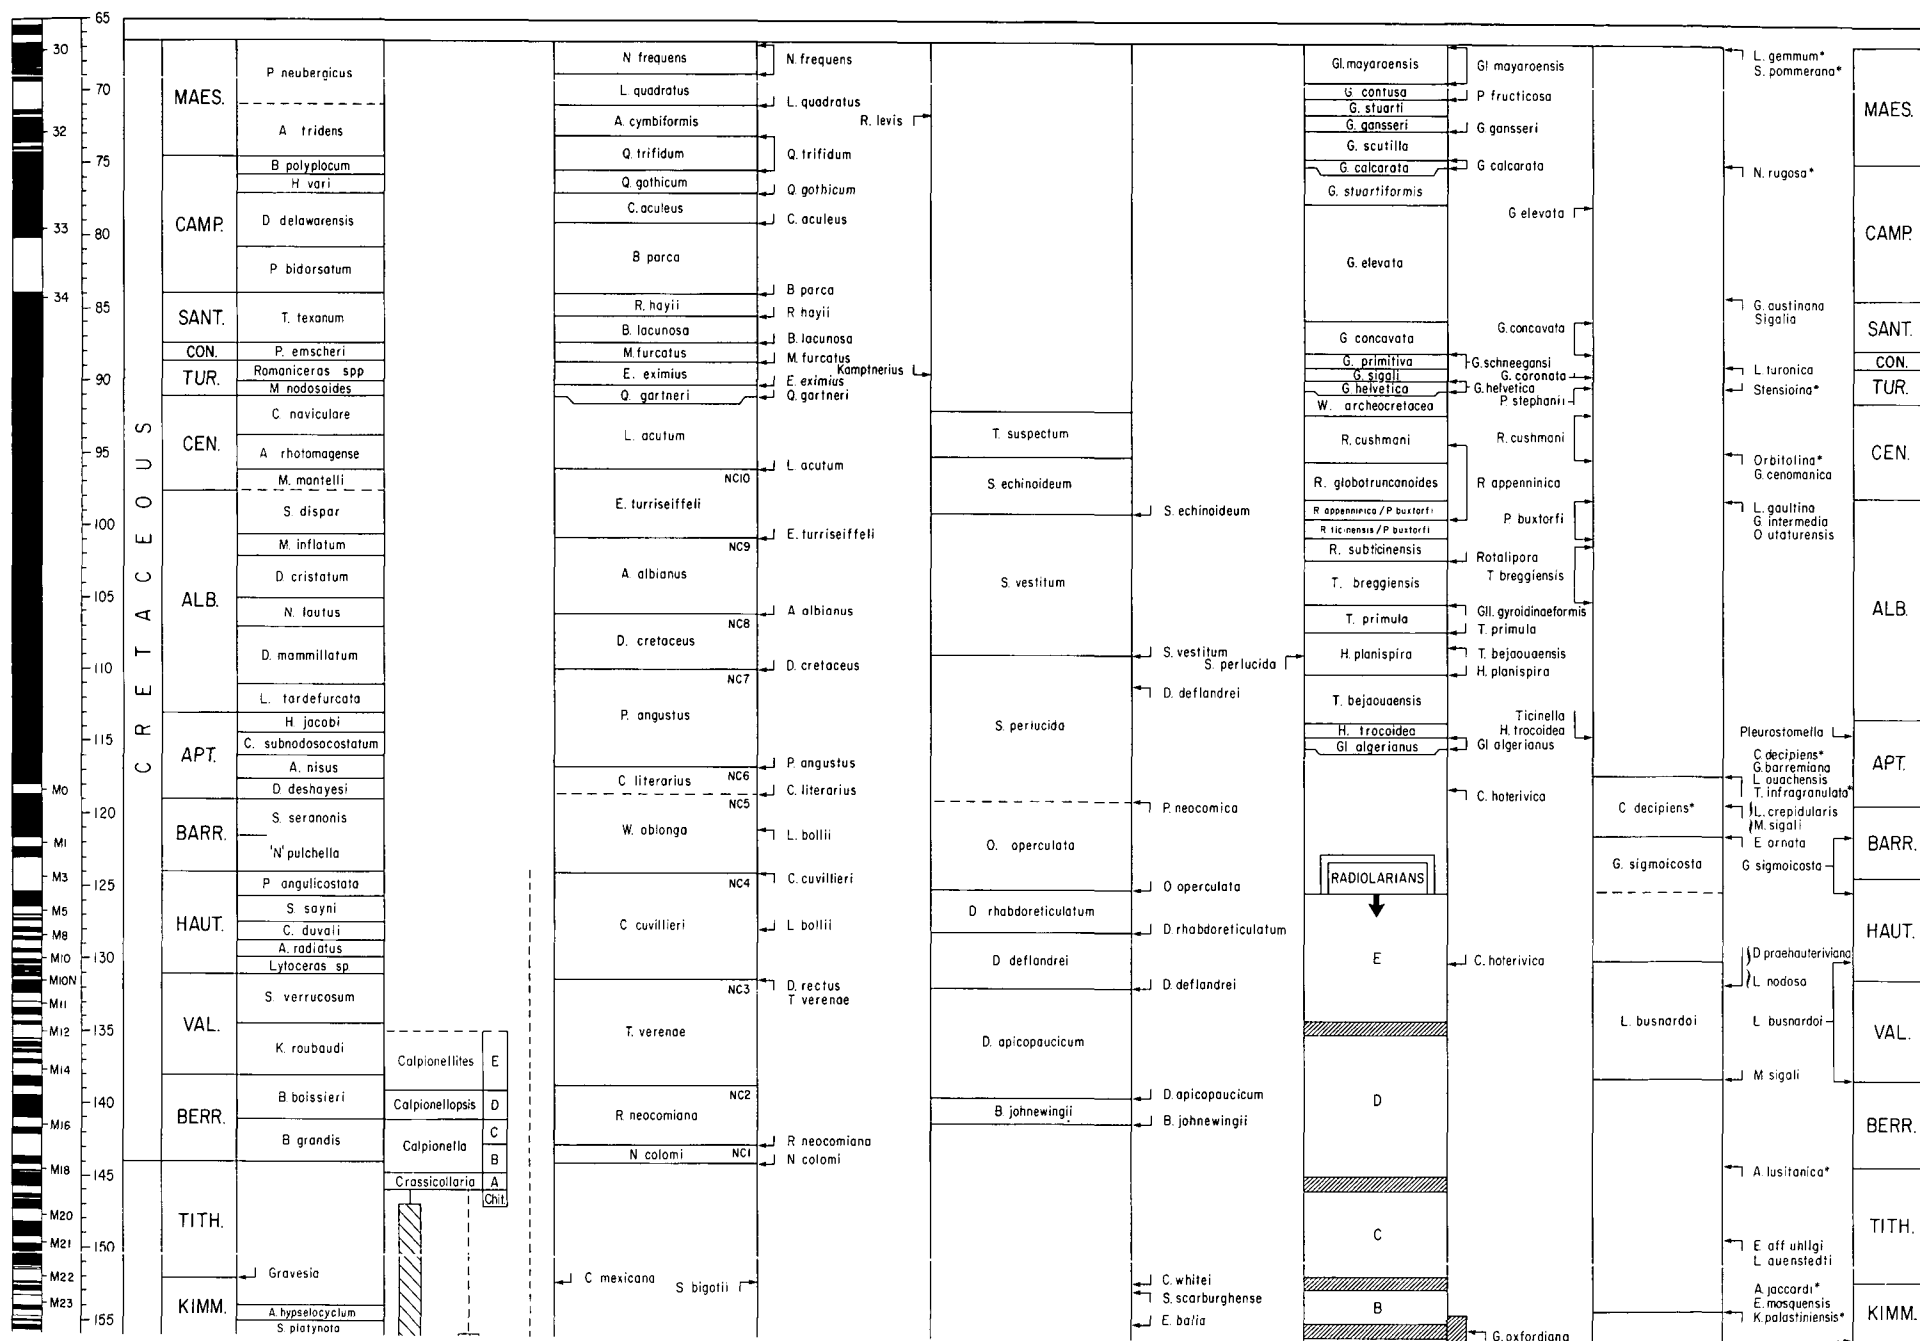 65
70
75
80
85
90
95
100
105
110
115
120
125
130
135
140
145
150
155
30
32
33
34
M0
M1
M3
M5
M8
M10
M10N
M11
M12
M14
M16
M18
M20
M21
M22
M23
CRETACEOUS
MAES.
CAMP.
SANT.
CON.
TUR.
CEN.
ALB.
APT.
BARR.
HAUT.
VAL.
BERR.
TITH.
KIMM.
P neubergicus
A tridens
B polyplocum
H vari
D delawarensis
P bidorsatum
T. texanum
P. emscheri
Romaniceras spp
M nodosoides
C naviculare
A rhotomagense
M. mantelli
S. dispar
M. inflatum
D cristatum
N. lautus
D. mammillatum
L. tardefurcata
H jacobi
C. subnodosocostatum
A. nisus
D. deshayesi
S. seranonis
'N' pulchella
P angulicostata
S. sayni
C. duvali
A. radiatus
Lytoceras sp
S. verrucosum
K. roubaudi
B boissieri
B grandis
Gravesia
A. hypselocyclum
S. platynota
Calpionellites E
Calpionellopsis D
Calpionella
C
B
Crassicollaria A
Chit.
N frequens
L. quadratus
A. cymbiformis
Q. trifidum
Q. gothicum
C. aculeus
B parca
R. hayii
B. lacunosa
M. furcatus
E. eximius
Q. gartneri
L. acutum
NC10
E. turriseiffeli
NC9
A. albianus
NC8
D. cretaceus
NC7
P. angustus
NC6
C literarius
NC5
W. oblonga
NC4
C cuvillieri
NC3
T. verenae
NC2
R neocomiana
N colomi NC1
N. frequens
L. quadratus
Q. trifidum
Q. gothicum
C. aculeus
B parca
R hayii
B. lacunosa
M. furcatus
E. eximius
Q. gartneri
L. acutum
E. turriseiffeli
A albianus
D. cretaceus
P. angustus
C. literarius
L. bollii
C. cuvillieri
L bollii
D. rectus
T verenae
R neocomiana
N colomi
C mexicana
S bigotii
R. levis
Kamptnerius
T. suspectum
S. echinoideum
S. vestitum
S. perlucida
O. operculata
D rhabdoreticulatum
D deflandrei
D. apicopaucicum
B. johnewingii
S. echinoideum
S. vestitum
S. perlucida
D. deflandrei
P. neocomica
O operculata
D. rhabdoreticulatum
D. deflandrei
D. apicopaucicum
B. johnewingii
C. whitei
S. scarburghense
E. balia
Gl. mayaroensis
G contusa
G. stuarti
G. gansseri
G. scutilla
G. calcarata
G. stuartiformis
G. elevata
G concavata
G. primitiva
G. sigali
G. helvetica
W. archeocretacea
R. cushmani
R. globotruncanoides
R appenninica / P buxtorfi
R ticinensis / P buxtorfi
R. subticinensis
T. breggiensis
T. primula
H. planispira
T. bejaouaensis
H. trocoidea
Gl algerianus
RADIOLARIANS
E
D
C
B
Gl mayaroensis
P fructicosa
G gansseri
G calcarata
G elevata
G. concavata
G. schneegansi
G. coronata
G. helvetica
P. stephanii
R. cushmani
R appenninica
P buxtorfi
Rotalipora
T breggiensis
Gll. gyroidinaeformis
T. primula
T. bejaouaensis
H. planispira
Ticinella
H. trocoidea
Gl algerianus
C. hoterivica
C. hoterivica
G. oxfordiana
C decipiens*
G. sigmoicosta
L. busnardoi
L. gemmum*
S. pommerana*
N. rugosa*
G. austinana
Sigalia
L turonica
Stensioina*
Orbitolina*
G. cenomanica
L. gaultina
G intermedia
O utaturensis
Pleurostomella
C. decipiens*
G. barremiana
L ouachensis
T. infragranulata*
L. crepidularis
M. sigali
E ornata
G sigmoicosta
D praehauteriviana
L nodosa
L busnardoi
M sigali
A. lusitanica*
E aff uhligi
L auenstedti
A. jaccardi*
E. mosquensis
K. palastiniensis*
MAES.
CAMP.
SANT.
CON.
TUR.
CEN.
ALB.
APT.
BARR.
HAUT.
VAL.
BERR.
TITH.
KIMM.